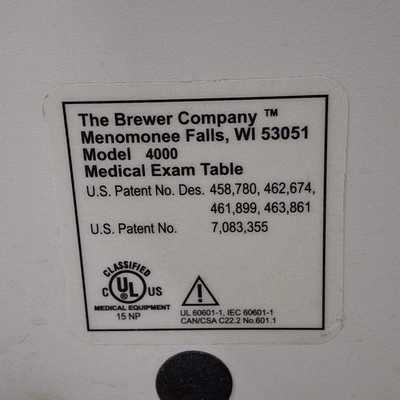 The Brewer Company ™
Menomonee Falls, WI 53051
Model 4000
Medical Exam Table
U.S. Patent No. Des. 458,780, 462,674,
461,899, 463,861
U.S. Patent No. 7,083,355
CLASSIFIED
C UL US
MEDICAL EQUIPMENT
15 NP
UL 60601-1, IEC 60601-1
CAN/CSA C22.2 No.601.1